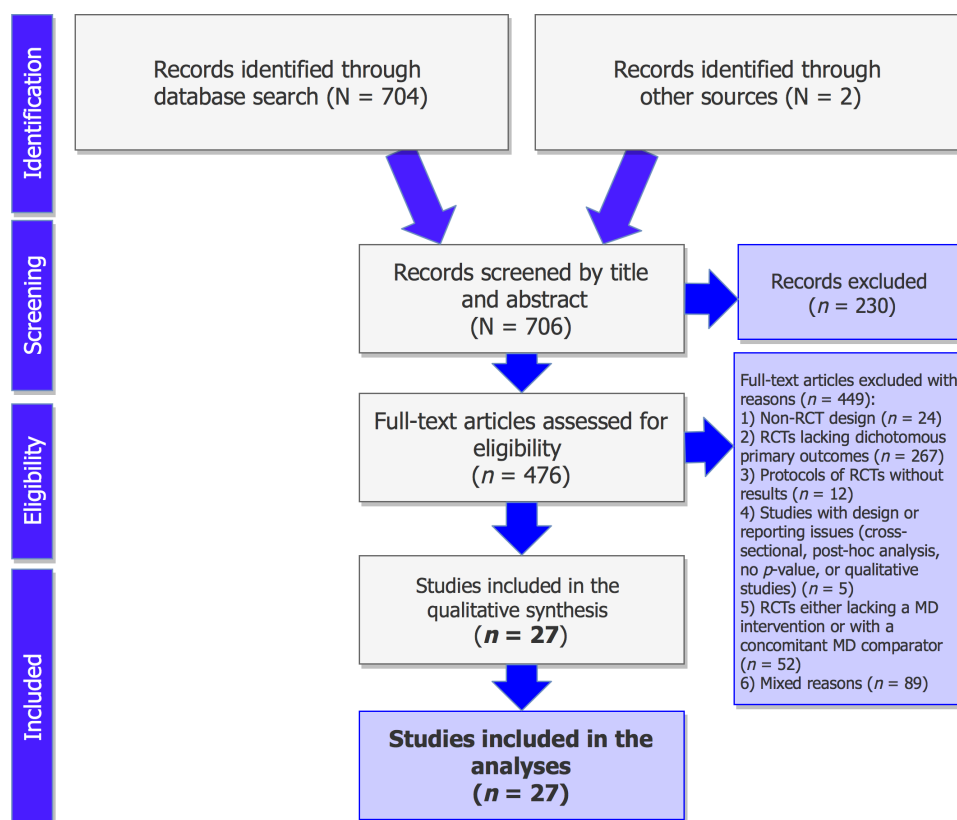 Identification
Records identified through
database search (N = 704)
Records identified through
other sources (N = 2)
Screening
Records screened by title
and abstract
(N = 706)
Records excluded
(n = 230)
Eligibility
Full-text articles assessed for
eligibility
(n = 476)
Full-text articles excluded with
reasons (n = 449):
1) Non-RCT design (n = 24)
2) RCTs lacking dichotomous
primary outcomes (n = 267)
3) Protocols of RCTs without
results (n = 12)
4) Studies with design or
reporting issues (cross-
sectional, post-hoc analysis,
no p-value, or qualitative
studies) (n = 5)
5) RCTs either lacking a MD
intervention or with a
concomitant MD comparator
(n = 52)
6) Mixed reasons (n = 89)
Included
Studies included in the
qualitative synthesis
(n = 27)
Studies included in the
analyses
(n = 27)